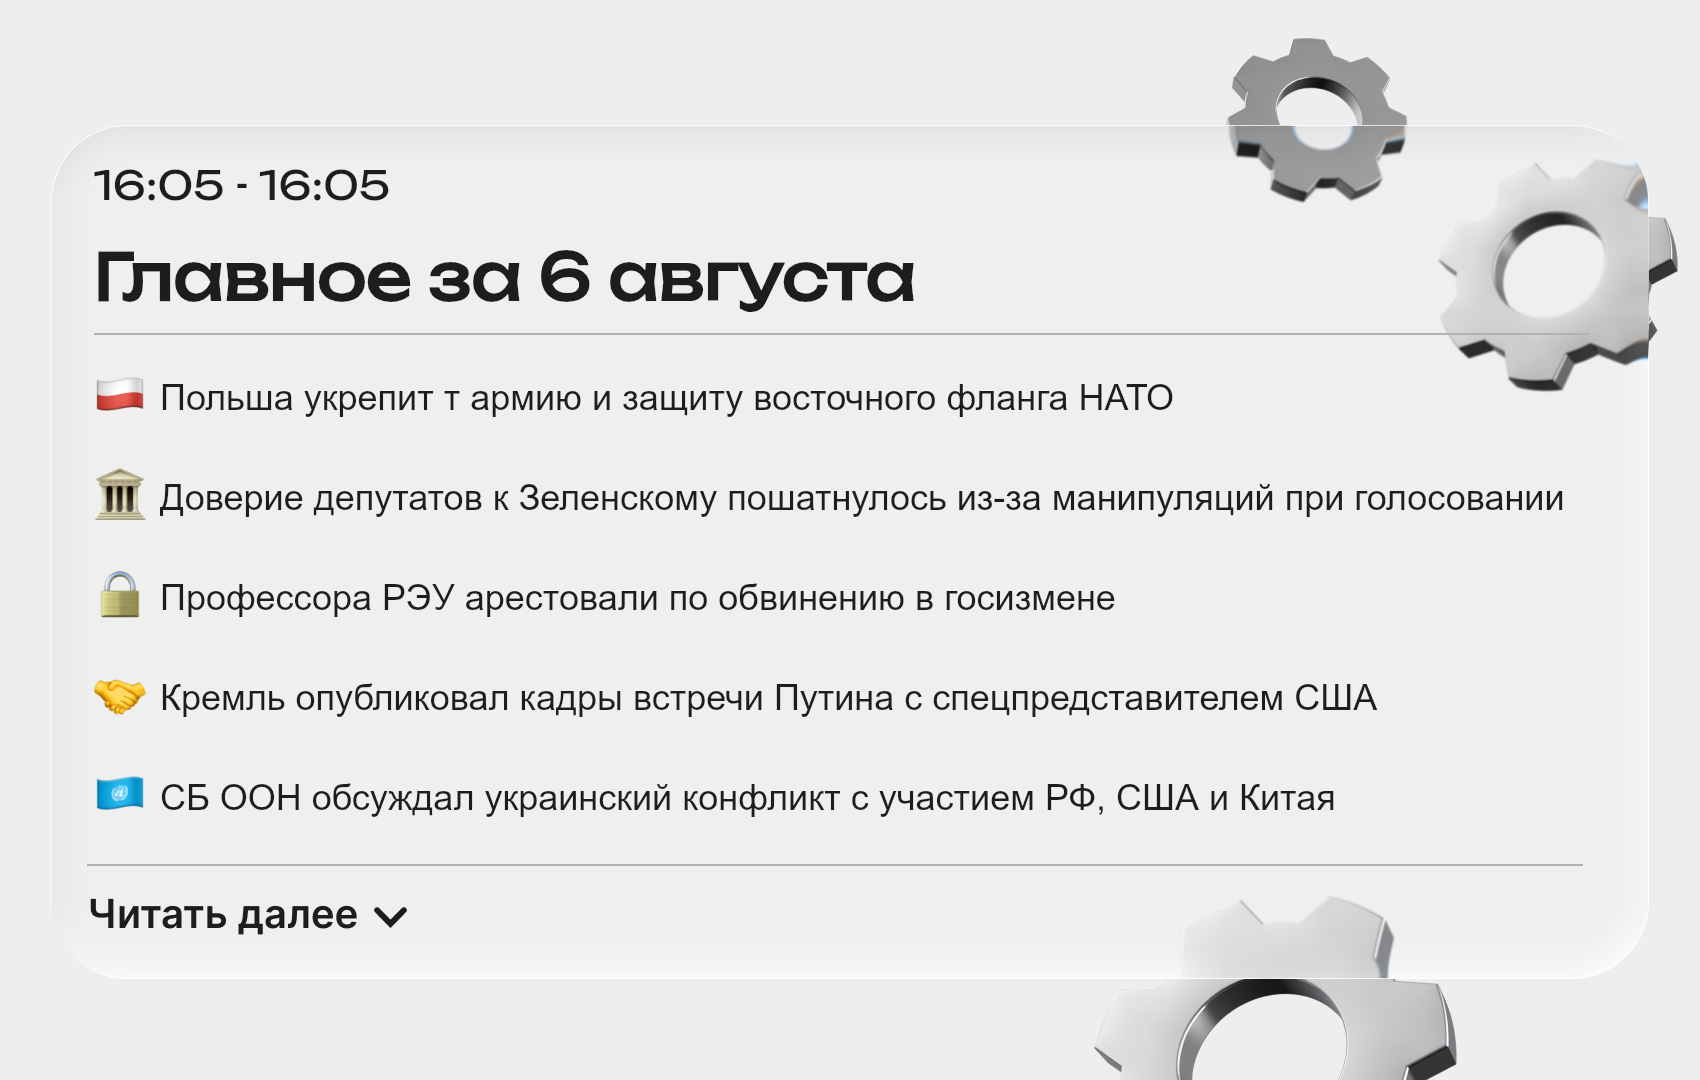 16:05 - 16:05
Главное за 6 августа
Польша укрепит т армию и защиту восточного фланга НАТО
Доверие депутатов к Зеленскому пошатнулось из-за манипуляций при голосовании
Профессора РЭУ арестовали по обвинению в госизмене
Кремль опубликовал кадры встречи Путина с спецпредставителем США
СБ ООН обсуждал украинский конфликт с участием РФ, США и Китая
Читать далее